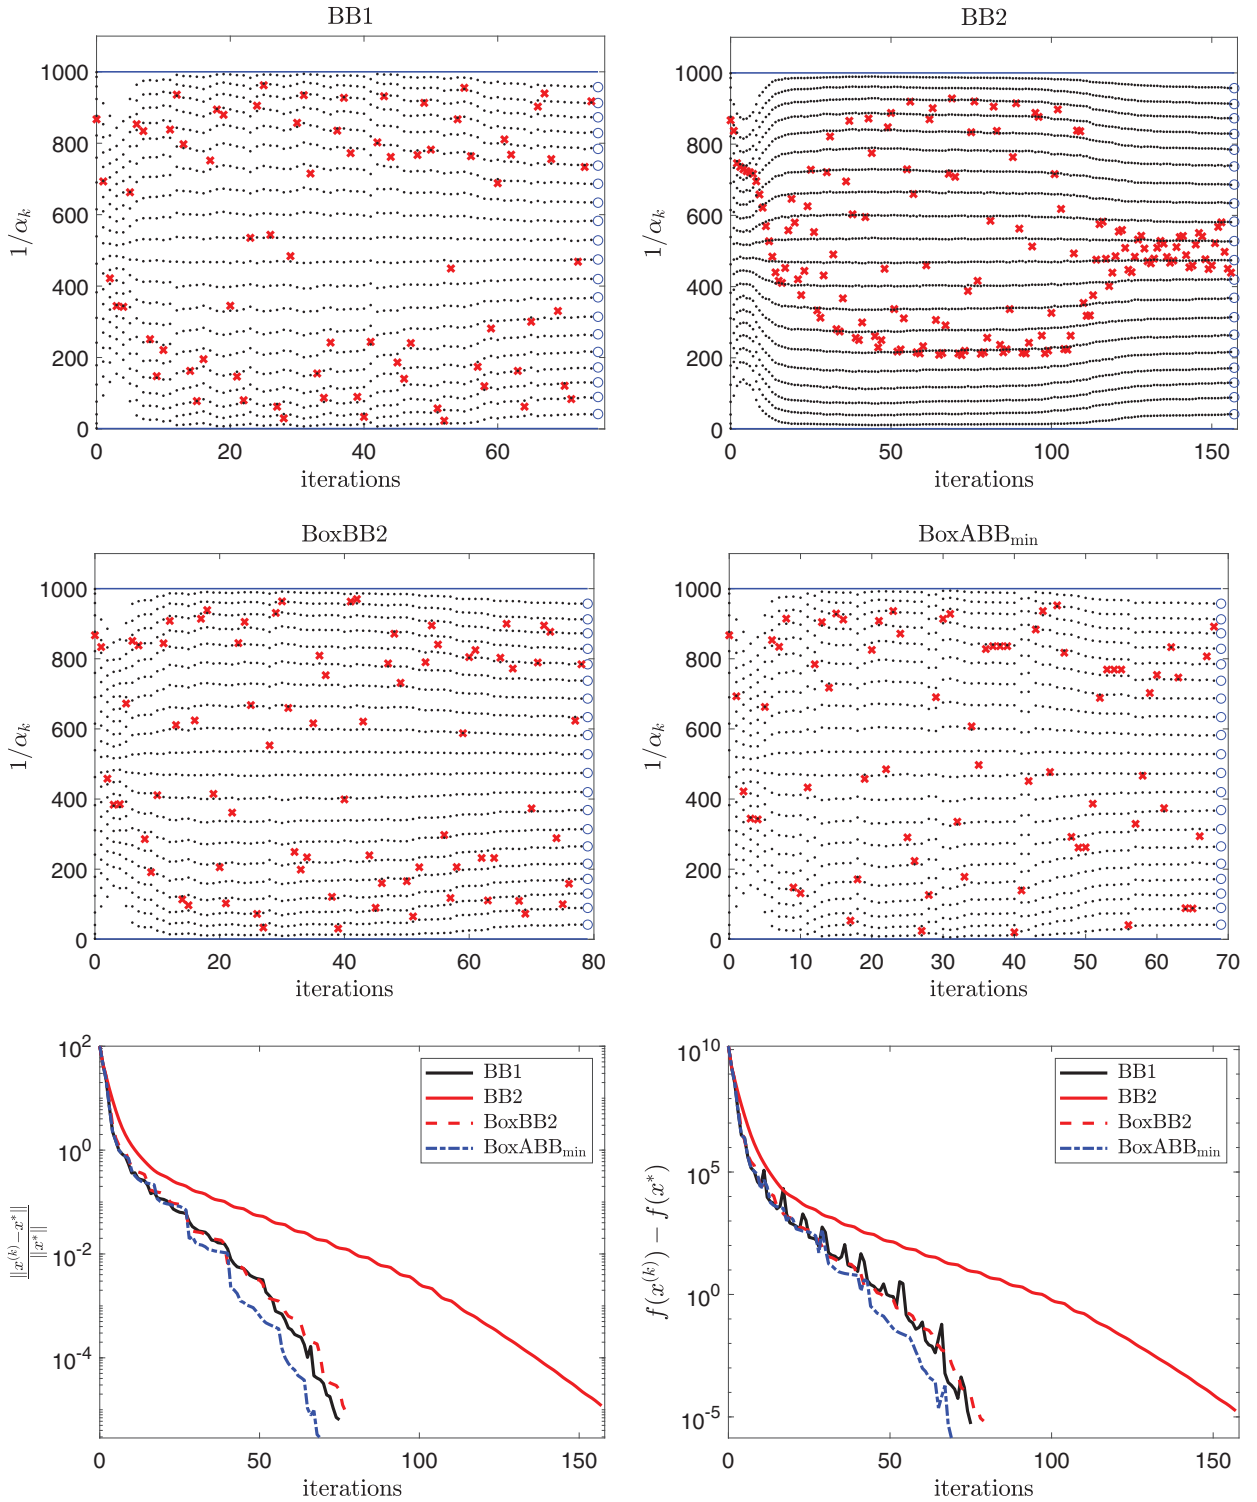 BB1
1000
800
600
400
200
0
1/α_k
0 20 40 60
iterations
BB2
1000
800
600
400
200
0
1/α_k
0 50 100 150
iterations
BoxBB2
1000
800
600
400
200
0
1/α_k
0 20 40 60 80
iterations
BoxABB_min
1000
800
600
400
200
0
1/α_k
0 10 20 30 40 50 60 70
iterations
10^2
10^0
10^-2
10^-4
||x^(k)−x*|| / ||x*||
BB1
BB2
BoxBB2
BoxABB_min
0 50 100 150
iterations
10^10
10^5
10^0
10^-5
f(x^(k)) − f(x*)
BB1
BB2
BoxBB2
BoxABB_min
0 50 100 150
iterations